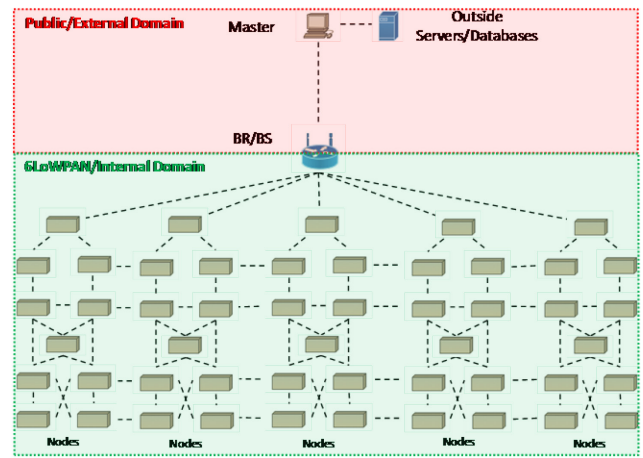 Public/External Domain
Master
Outside
Servers/Databases
BR/BS
6LoWPAN/Internal Domain
Nodes
Nodes
Nodes
Nodes
Nodes